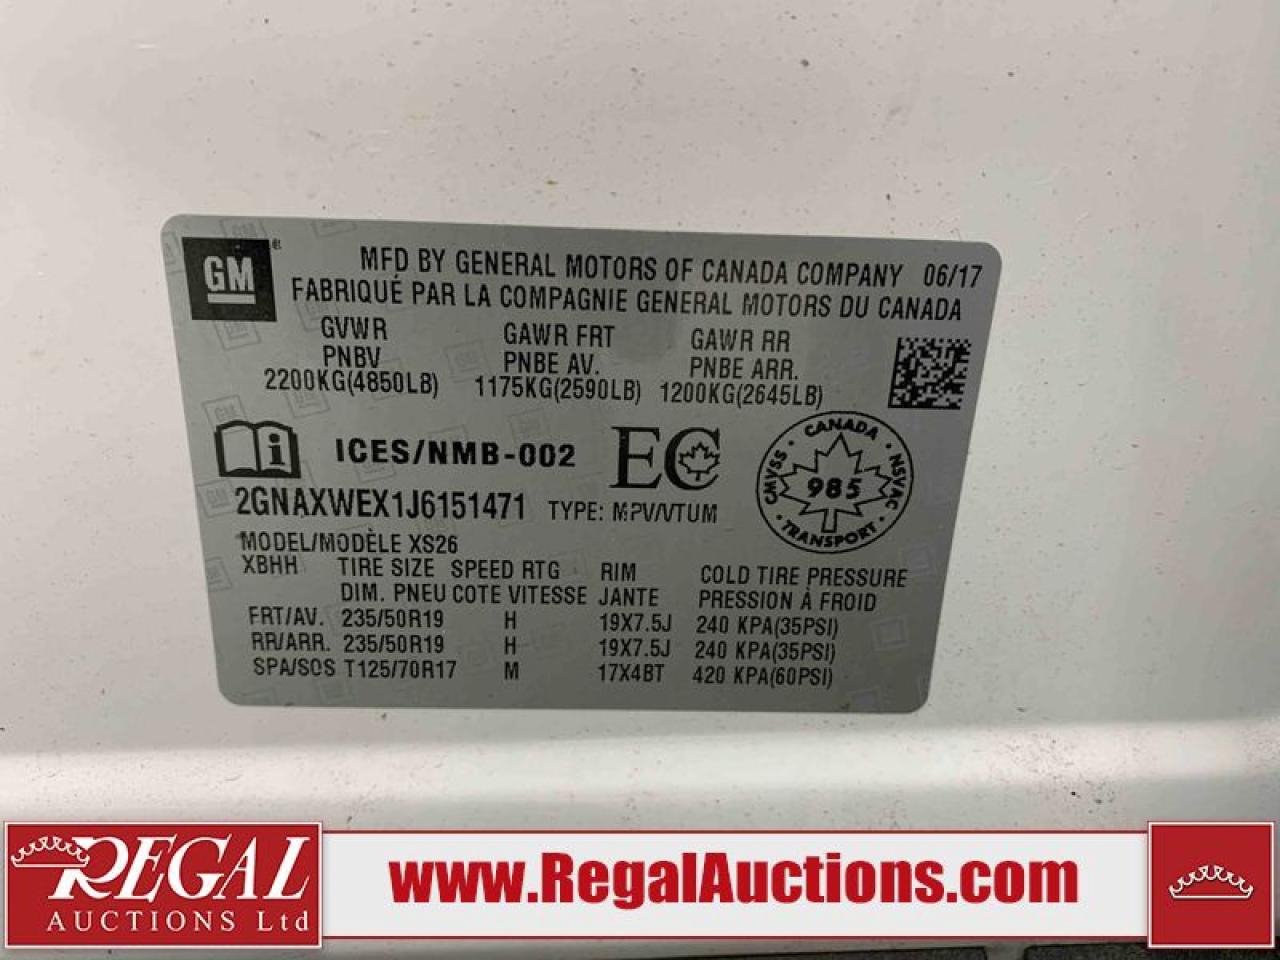 GM ®
MFD BY GENERAL MOTORS OF CANADA COMPANY 06/17
FABRIQUÉ PAR LA COMPAGNIE GENERAL MOTORS DU CANADA
GVWR GAWR FRT GAWR RR
PNBV PNBE AV. PNBE ARR.
2200KG(4850LB) 1175KG(2590LB) 1200KG(2645LB)
i ICES/NMB-002 EC
CANADA
CMVSS 985 NSVAC
TRANSPORT
2GNAXWEX1J6151471 TYPE: MPV/VTUM
MODEL/MODÈLE XS26
XBHH TIRE SIZE SPEED RTG RIM COLD TIRE PRESSURE
DIM. PNEU COTE VITESSE JANTE PRESSION À FROID
FRT/AV. 235/50R19 H 19X7.5J 240 KPA(35PSI)
RR/ARR. 235/50R19 H 19X7.5J 240 KPA(35PSI)
SPA/SOS T125/70R17 M 17X4BT 420 KPA(60PSI)
REGAL
AUCTIONS Ltd
www.RegalAuctions.com